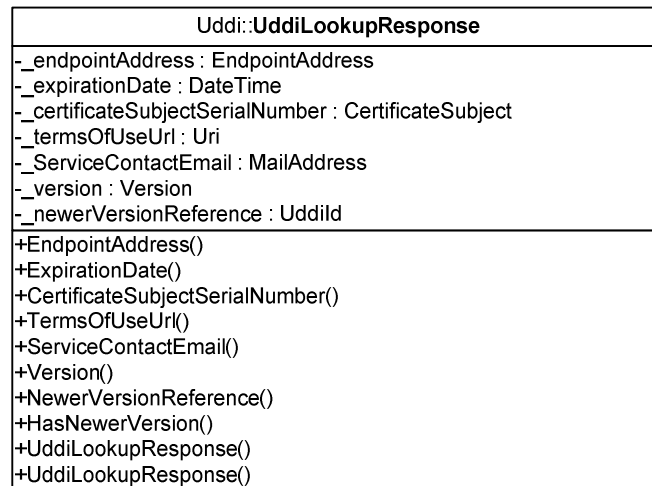 Uddi::UddiLookupResponse
-_endpointAddress : EndpointAddress
-_expirationDate : DateTime
-_certificateSubjectSerialNumber : CertificateSubject
-_termsOfUseUrl : Uri
-_ServiceContactEmail : MailAddress
-_version : Version
-_newerVersionReference : UddiId
+EndpointAddress()
+ExpirationDate()
+CertificateSubjectSerialNumber()
+TermsOfUseUrl()
+ServiceContactEmail()
+Version()
+NewerVersionReference()
+HasNewerVersion()
+UddiLookupResponse()
+UddiLookupResponse()